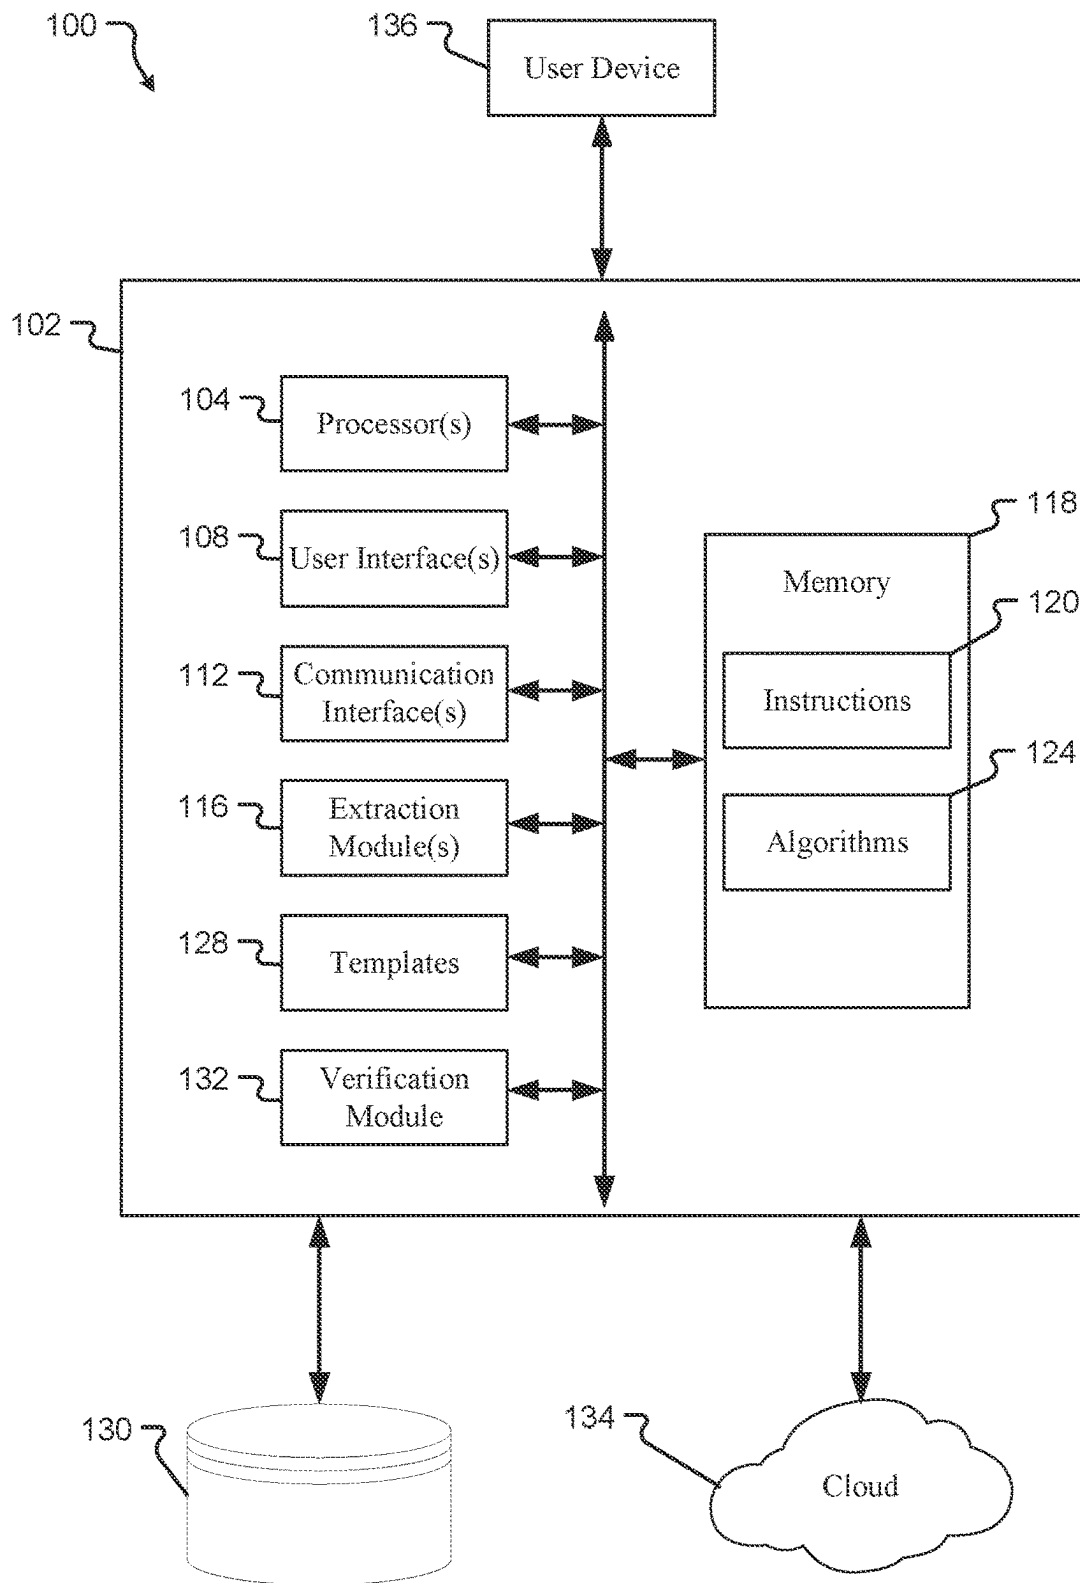 100
136
User Device
102
104
Processor(s)
108
User Interface(s)
112
Communication
Interface(s)
116
Extraction
Module(s)
128
Templates
132
Verification
Module
118
Memory
120
Instructions
124
Algorithms
130
134
Cloud